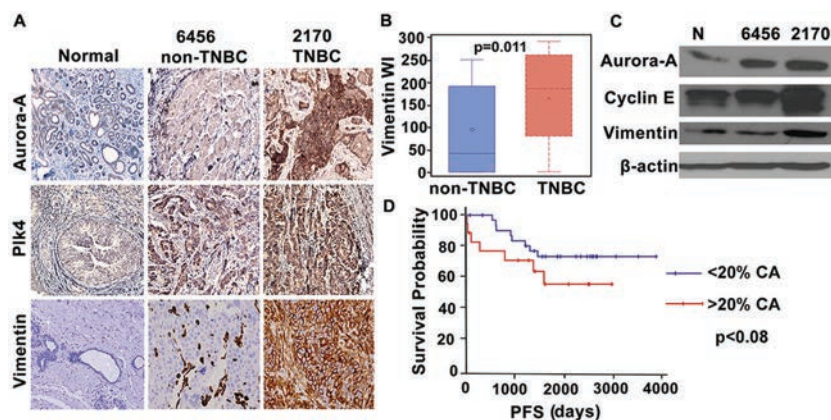 A
Normal
6456
non-TNBC
2170
TNBC
Aurora-A
Plk4
Vimentin
B
Vimentin WI
300
250
200
150
100
50
0
p=0.011
non-TNBC
TNBC
C
N 6456 2170
Aurora-A
Cyclin E
Vimentin
β-actin
D
Survival Probability
100
80
60
40
20
0
0 1000 2000 3000 4000
PFS (days)
<20% CA
>20% CA
p<0.08